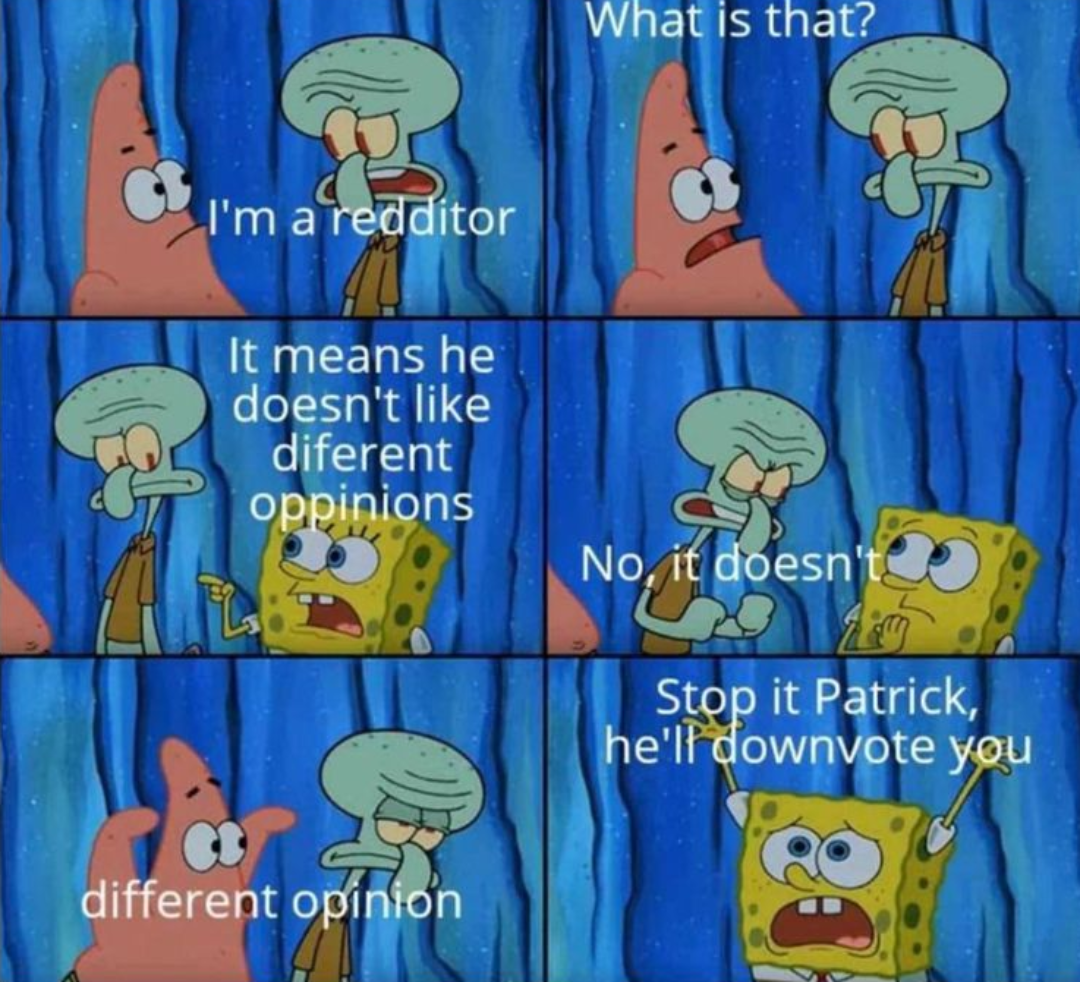 I'm a redditor
What is that?
It means he
doesn't like
diferent
oppinions
No, it doesn't
different opinion
Stop it Patrick,
he'll downvote you